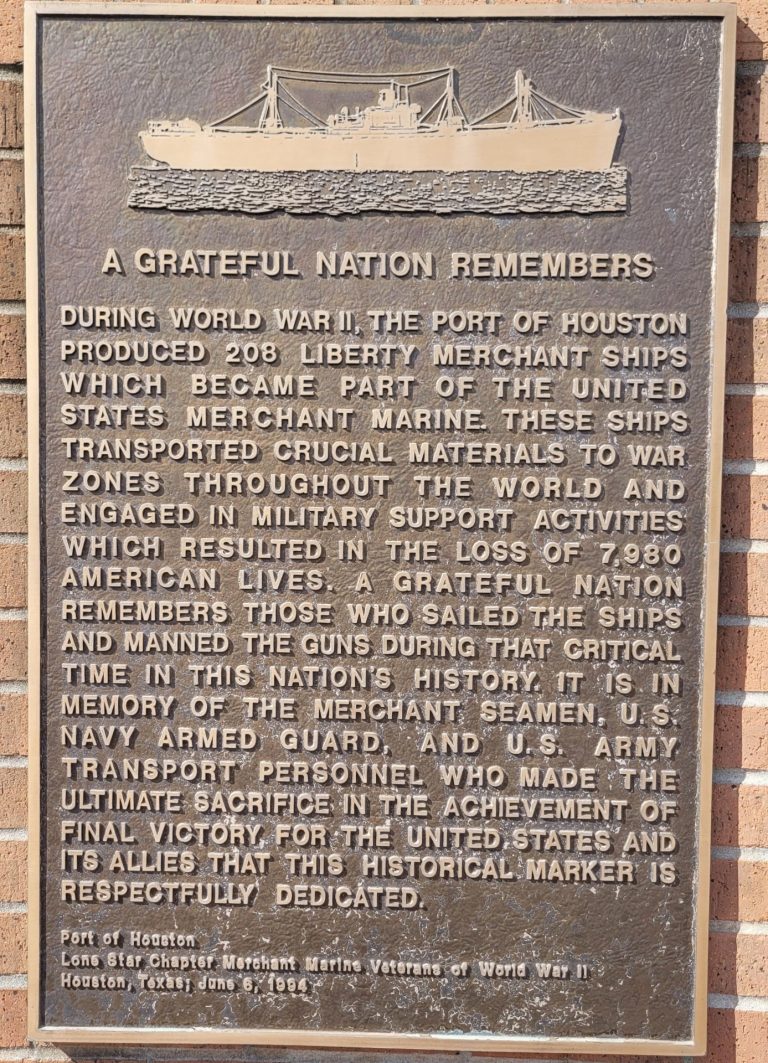 A GRATEFUL NATION REMEMBERS
DURING WORLD WAR II, THE PORT OF HOUSTON
PRODUCED 208 LIBERTY MERCHANT SHIPS
WHICH BECAME PART OF THE UNITED
STATES MERCHANT MARINE. THESE SHIPS
TRANSPORTED CRUCIAL MATERIALS TO WAR
ZONES THROUGHOUT THE WORLD AND
ENGAGED IN MILITARY SUPPORT ACTIVITIES
WHICH RESULTED IN THE LOSS OF 7,980
AMERICAN LIVES. A GRATEFUL NATION
REMEMBERS THOSE WHO SAILED THE SHIPS
AND MANNED THE GUNS DURING THAT CRITICAL
TIME IN THIS NATION'S HISTORY. IT IS IN
MEMORY OF THE MERCHANT SEAMEN, U.S.
NAVY ARMED GUARD, AND U.S. ARMY
TRANSPORT PERSONNEL WHO MADE THE
ULTIMATE SACRIFICE IN THE ACHIEVEMENT OF
FINAL VICTORY FOR THE UNITED STATES AND
ITS ALLIES THAT THIS HISTORICAL MARKER IS
RESPECTFULLY DEDICATED.
Port of Houston
Lone Star Chapter Merchant Marine Veterans of World War II
Houston, Texas; June 6, 1994